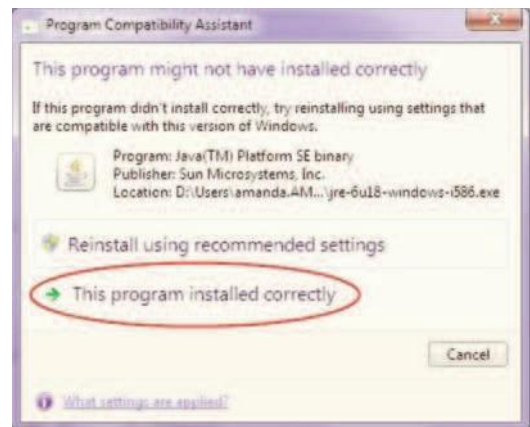 Program Compatibility Assistant
This program might not have installed correctly
If this program didn't install correctly, try reinstalling using settings that
are compatible with this version of Windows.
Program: Java(TM) Platform SE binary
Publisher: Sun Microsystems, Inc.
Location: D:\Users\amanda.AM...\jre-6u18-windows-i586.exe
Reinstall using recommended settings
This program installed correctly
Cancel
What settings are applied?